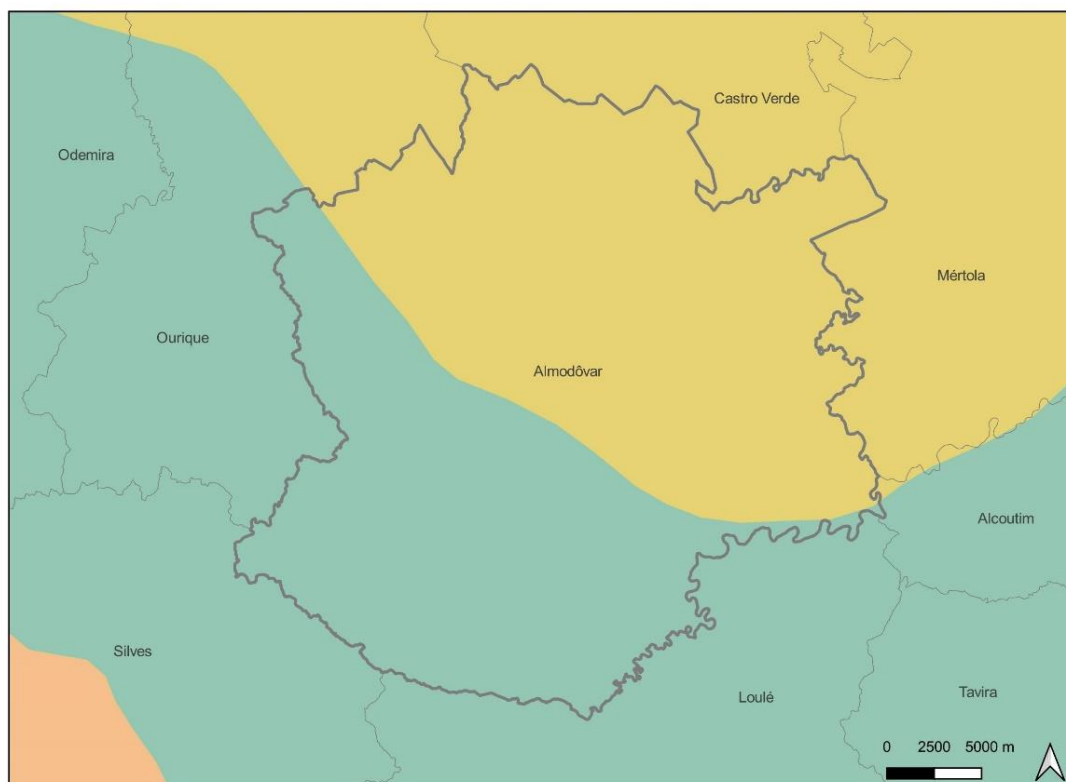 Castro Verde
Odemira
Mértola
Ourique
Almodôvar
Alcoutim
Silves
Loulé
Tavira
0 2500 5000 m